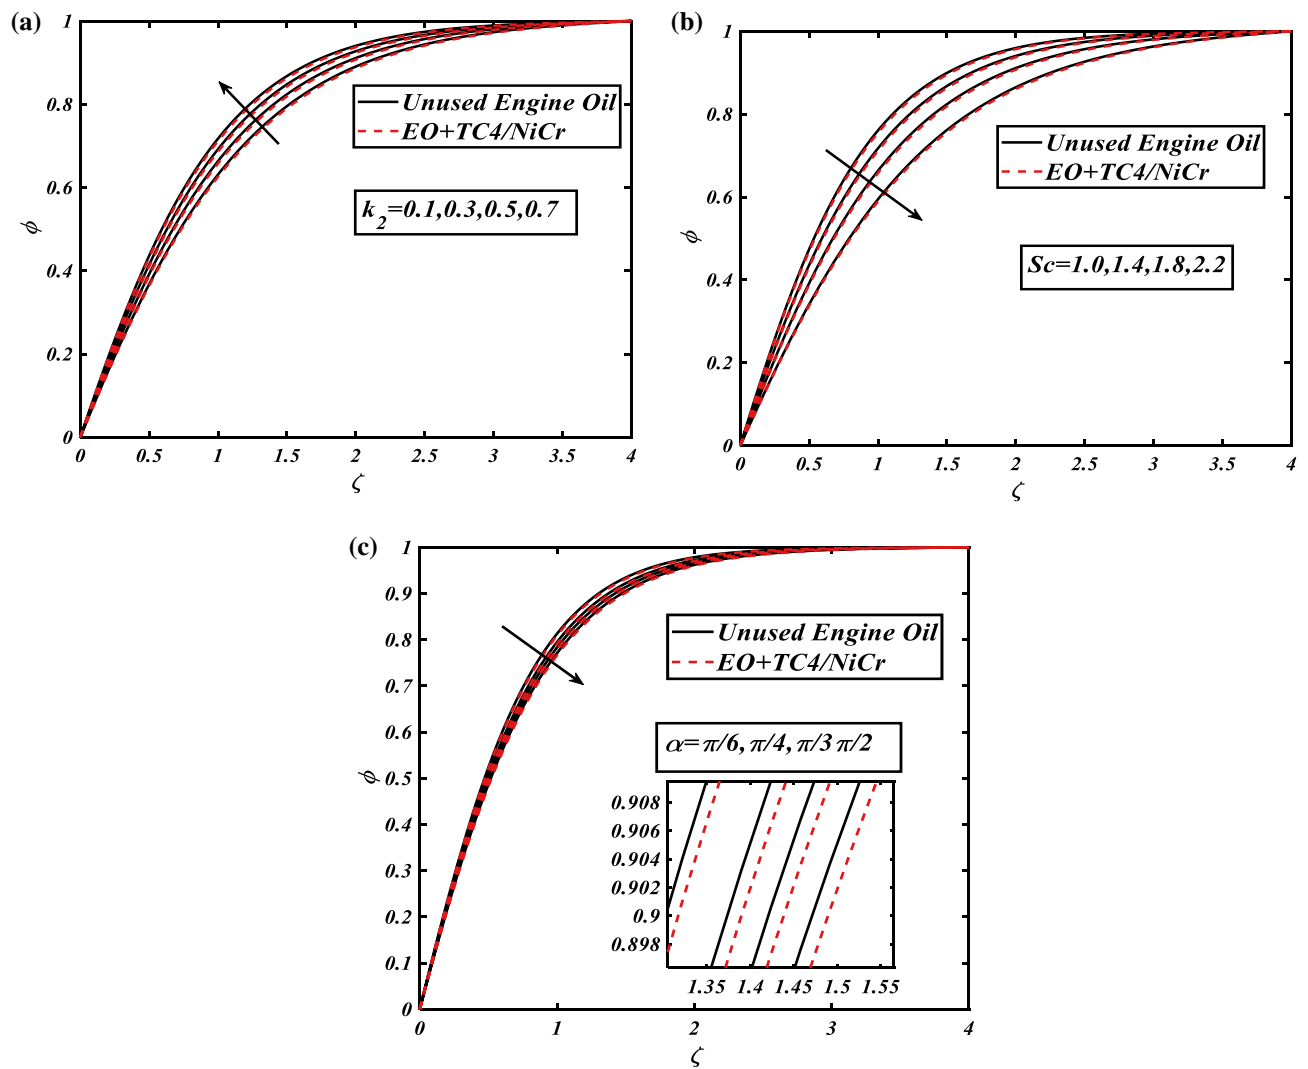 (a)
1
0.8
0.6
0.4
0.2
0
ϕ
0 0.5 1 1.5 2 2.5 3 3.5 4
ζ
Unused Engine Oil
EO+TC4/NiCr
k2=0.1,0.3,0.5,0.7
(b)
1
0.8
0.6
0.4
0.2
0
ϕ
0 0.5 1 1.5 2 2.5 3 3.5 4
ζ
Unused Engine Oil
EO+TC4/NiCr
Sc=1.0,1.4,1.8,2.2
(c)
1
0.9
0.8
0.7
0.6
0.5
0.4
0.3
0.2
0.1
0
ϕ
0 1 2 3 4
ζ
Unused Engine Oil
EO+TC4/NiCr
α=π/6, π/4, π/3 π/2
0.908
0.906
0.904
0.902
0.9
0.898
1.35 1.4 1.45 1.5 1.55